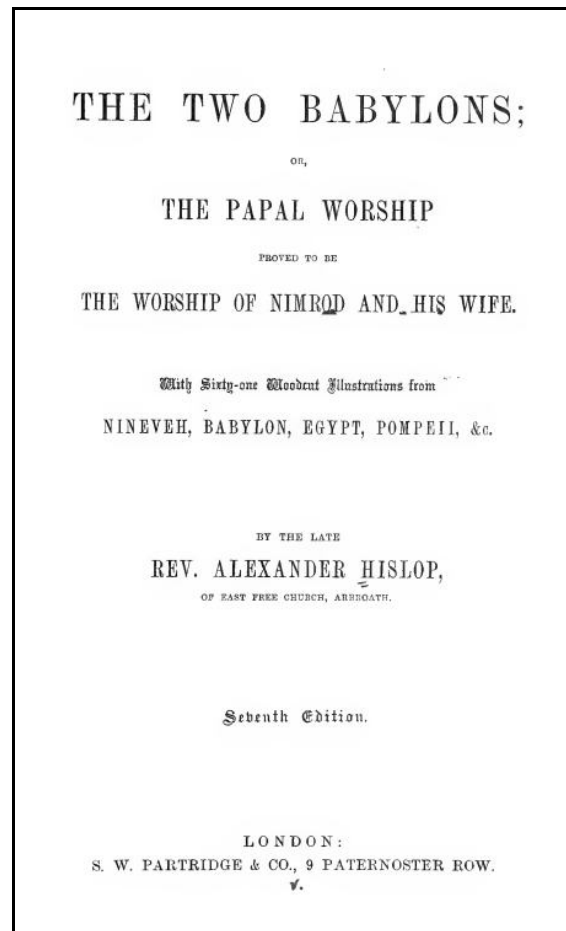 THE TWO BABYLONS;
OR,
THE PAPAL WORSHIP
PROVED TO BE
THE WORSHIP OF NIMROD AND HIS WIFE.
With Sixty-one Woodcut Illustrations from
NINEVEH, BABYLON, EGYPT, POMPEII, &c.
BY THE LATE
REV. ALEXANDER HISLOP,
OF EAST FREE CHURCH, ARBROATH.
Seventh Edition.
LONDON:
S. W. PARTRIDGE & CO., 9 PATERNOSTER ROW.